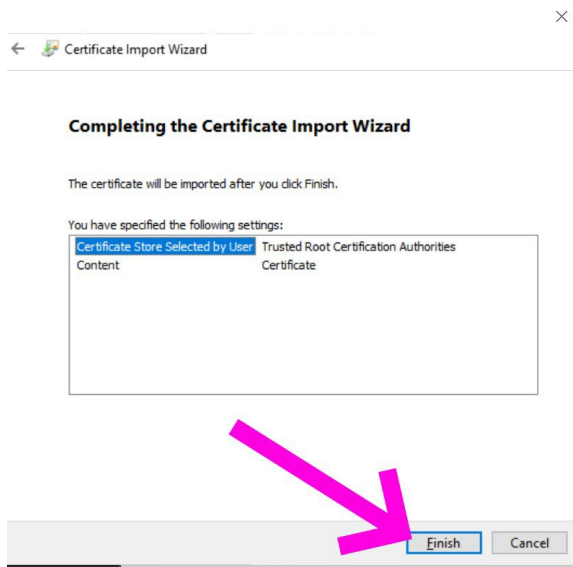 Certificate Import Wizard
Completing the Certificate Import Wizard
The certificate will be imported after you click Finish.
You have specified the following settings:
Certificate Store Selected by User Trusted Root Certification Authorities
Content Certificate
Finish Cancel